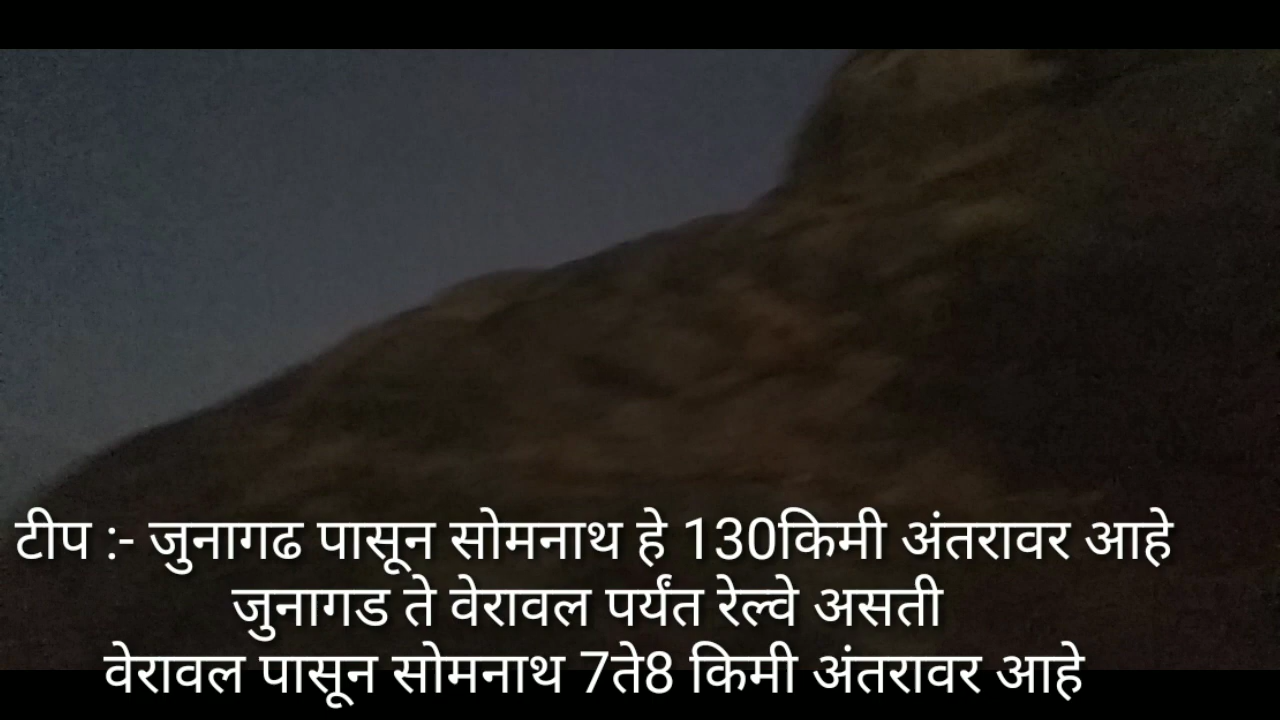 टीप :- जुनागढ पासून सोमनाथ हे 130किमी अंतरावर आहे
जुनागड ते वेरावल पर्यंत रेल्वे असती
वेरावल पासून सोमनाथ 7ते8 किमी अंतरावर आहे